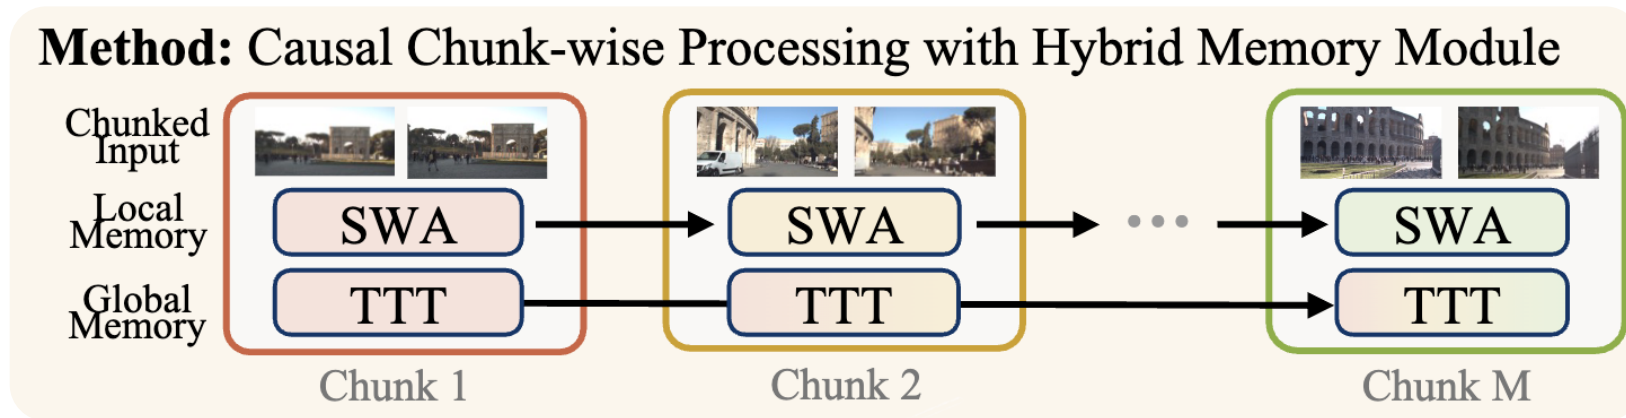 Method: Causal Chunk-wise Processing with Hybrid Memory Module
Chunked
Input
Local
Memory
SWA
SWA
...
SWA
Global
Memory
TTT
TTT
TTT
Chunk 1
Chunk 2
Chunk M